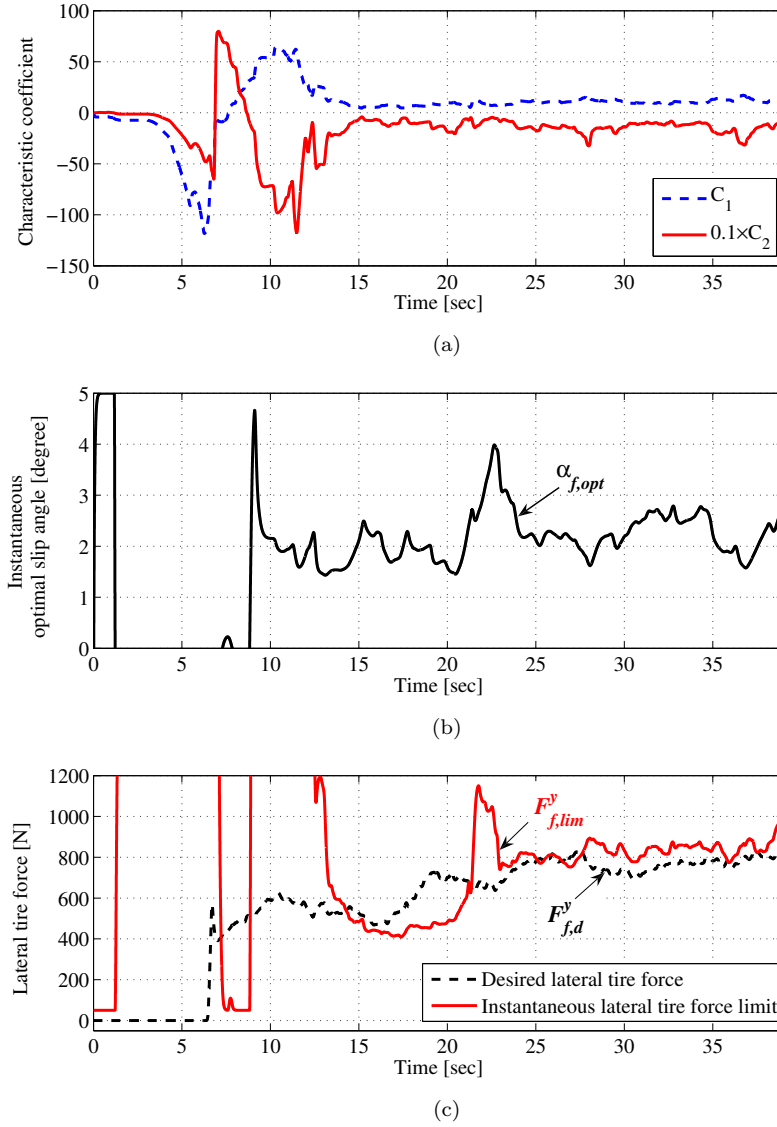 100
50
0
−50
−100
−150
Characteristic coefficient
C1
0.1×C2
0 5 10 15 20 25 30 35
Time [sec]
(a)
5
4
3
2
1
0
Instantaneous
optimal slip angle [degree]
αf,opt
0 5 10 15 20 25 30 35
Time [sec]
(b)
1200
1000
800
600
400
200
0
Lateral tire force [N]
Fyf,lim
Fyf,d
Desired lateral tire force
Instantaneous lateral tire force limit
0 5 10 15 20 25 30 35
Time [sec]
(c)